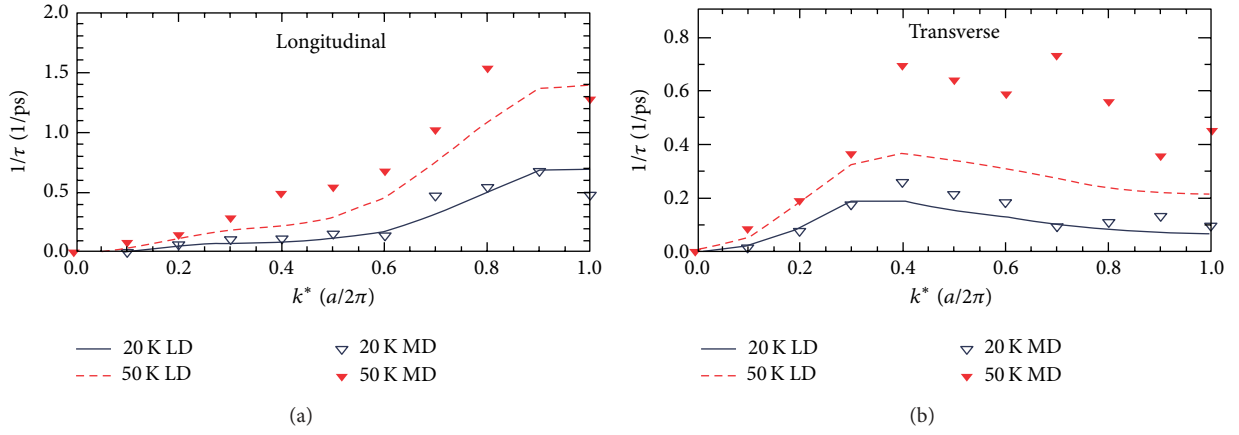 Longitudinal
2.0
1.5
1.0
0.5
0.0
1/τ (1/ps)
0.0 0.2 0.4 0.6 0.8 1.0
k* (a/2π)
20 K LD 20 K MD
50 K LD 50 K MD
(a)
Transverse
0.8
0.6
0.4
0.2
0.0
1/τ (1/ps)
0.0 0.2 0.4 0.6 0.8 1.0
k* (a/2π)
20 K LD 20 K MD
50 K LD 50 K MD
(b)